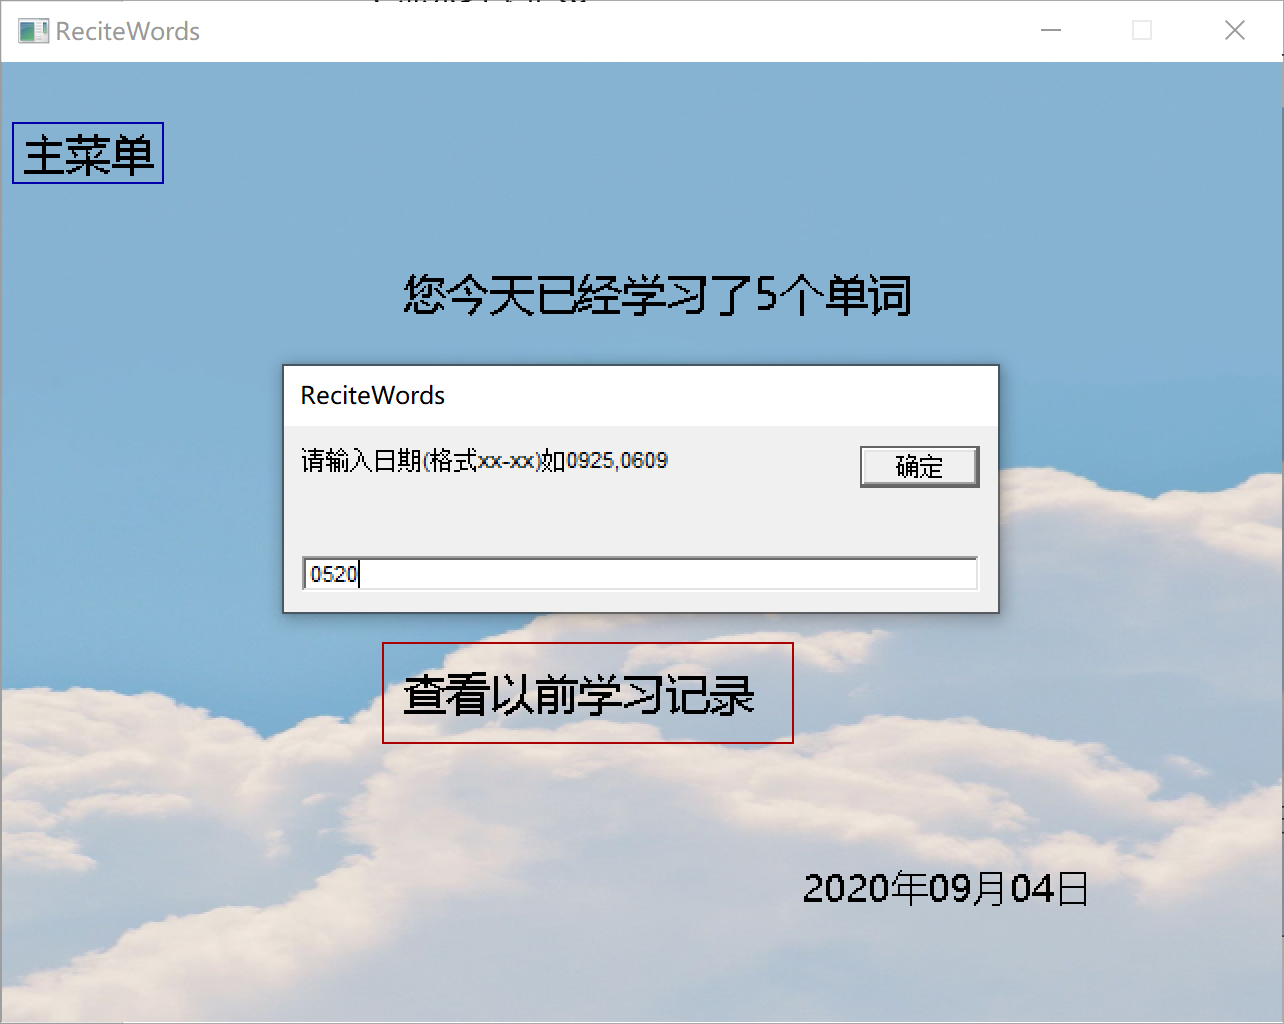 ReciteWords
主菜单
您今天已经学习了5个单词
ReciteWords
请输入日期(格式xx-xx)如0925,0609
确定
0520
查看以前学习记录
2020年09月04日